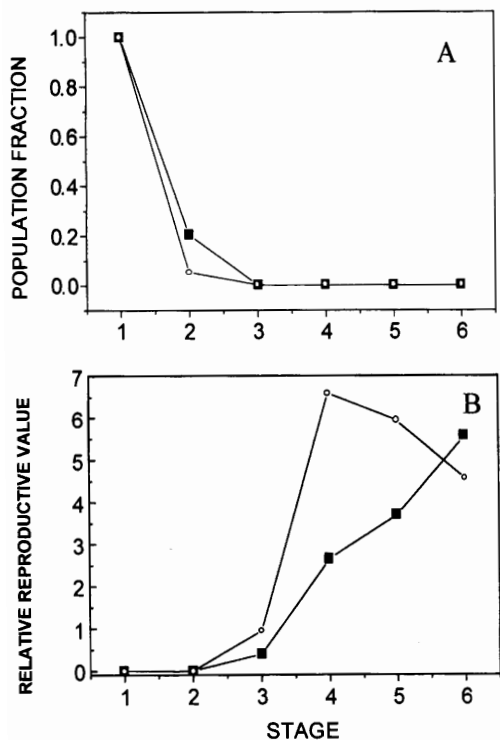 A
POPULATION FRACTION
1.0
0.8
0.6
0.4
0.2
0.0
1 2 3 4 5 6
B
RELATIVE REPRODUCTIVE VALUE
7
6
5
4
3
2
1
0
1 2 3 4 5 6
STAGE